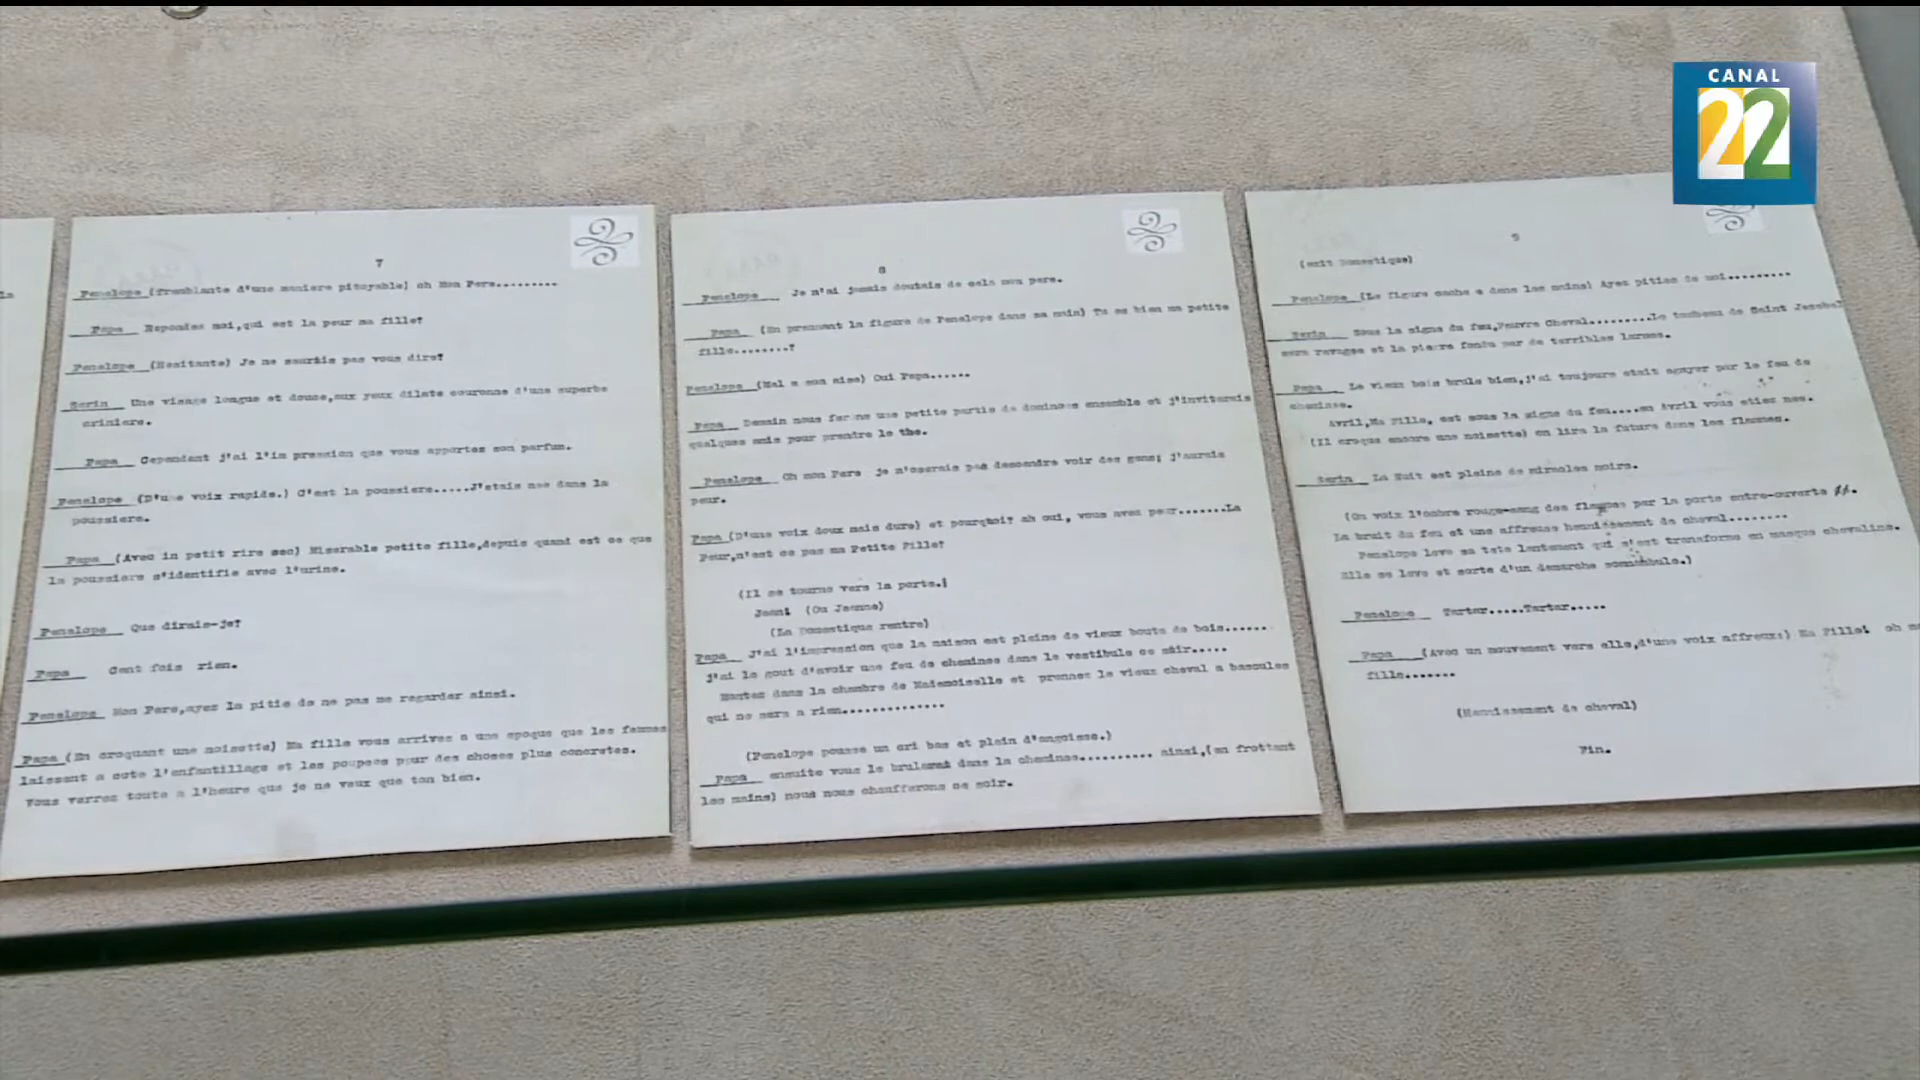 CANAL
22
7
Penelope (Tremblante d'une maniere pitoyable) oh Mon Pere.........
Papa Repondez moi,qui est la peur ma fille?
Penelope (Hesitante) Je ne saurais pas vous dire?
Serin Une visage longue et douce,aux yeux dilate couronne d'une superbe
criniere.
Papa Cependant j'ai l'im pression que vous apportez son parfum.
Penelope (D'une voix rapide.) C'est la poussiere.....J'etais nee dans la
poussiere.
Papa (Avec in petit rire sec) Miserable petite fille,depuis quand est ce que
la poussiere s'identifie avec l'urine.
Penelope Que dirais-je?
Papa Cent fois rien.
Penelope Mon Pere,ayez la pitie de ne pas me regarder ainsi.
Papa (En croquant une noisette) Ma fille vous arrivez a une epoque que les femmes
laissent a cote l'enfantillage et les poupees pour des choses plus concretes.
Vous verrez toute a l'heure que je ne veux que ton bien.
8
Penelope Je n'ai jamais doutais de cela mon pere.
Papa (En prennant la figure de Penelope dans sa main) Tu es bien ma petite
fille........?
Penelope (Mal a son aise) Oui Papa......
Papa Demain nous ferons une petite partie de dominoes ensemble et j'inviterais
quelques amis pour prendre le the.
Penelope Oh mon Pere je n'oserais pas descendre voir des gens; j'aurais
peur.
Papa (D'une voix doux mais dure) et pourquoi? ah oui, vous avez peur.......La
Peur,n'est ce pas ma Petite Fille?
(Il se tourne vers la porte.)
Jean! (Ou Jeanne)
(La Domestique rentre)
Papa J'ai l'impression que la maison est pleine de vieux bouts de bois......
j'ai le gout d'avoir une feu de cheminee dans le vestibule ce soir.....
Montez dans la chambre de Mademoiselle et prennez le vieux cheval a bascules
qui ne sers a rien..............
(Penelope pousse un cri bas et plein d'angoisse.)
Papa ensuite vous le brulerez dans la cheminee.......... ainsi,(en frottant
les mains) nous nous chaufferons ce soir.
9
(exit Domestique)
Penelope (La figure cache e dans les mains) Ayez pitiee de moi..........
Serin Sous la signe du feu,Pauvre Cheval.........Le tombeau de Saint Jezebel
sera ravagee et la pierre fondu par de terribles larmes.
Papa Le vieux bois brule bien,j'ai toujours etait egayer par le feu de
cheminee.
Avril,Ma Fille, est sous la signe du feu....en Avril vous etiez nee.
(Il croque encore une noisette) on lira la future dans les flammes.
Serin La Nuit est pleine de miracles noirs.
(On voix l'ombre rouge-sang des flammes par la porte entre-ouverte
Le bruit du feu et une affreuse hennissement de cheval........
Penelope leve sa tete lentement qui s'est transforme en masque chevaline.
Elle se leve et sorte d'un demarche somnambule.)
Penelope Tartar.....Tartar.....
Papa (Avec un mouvement vers elle,d'une voix affreux:) Ma Fille! oh
fille.......
(Hennissement de cheval)
Fin.